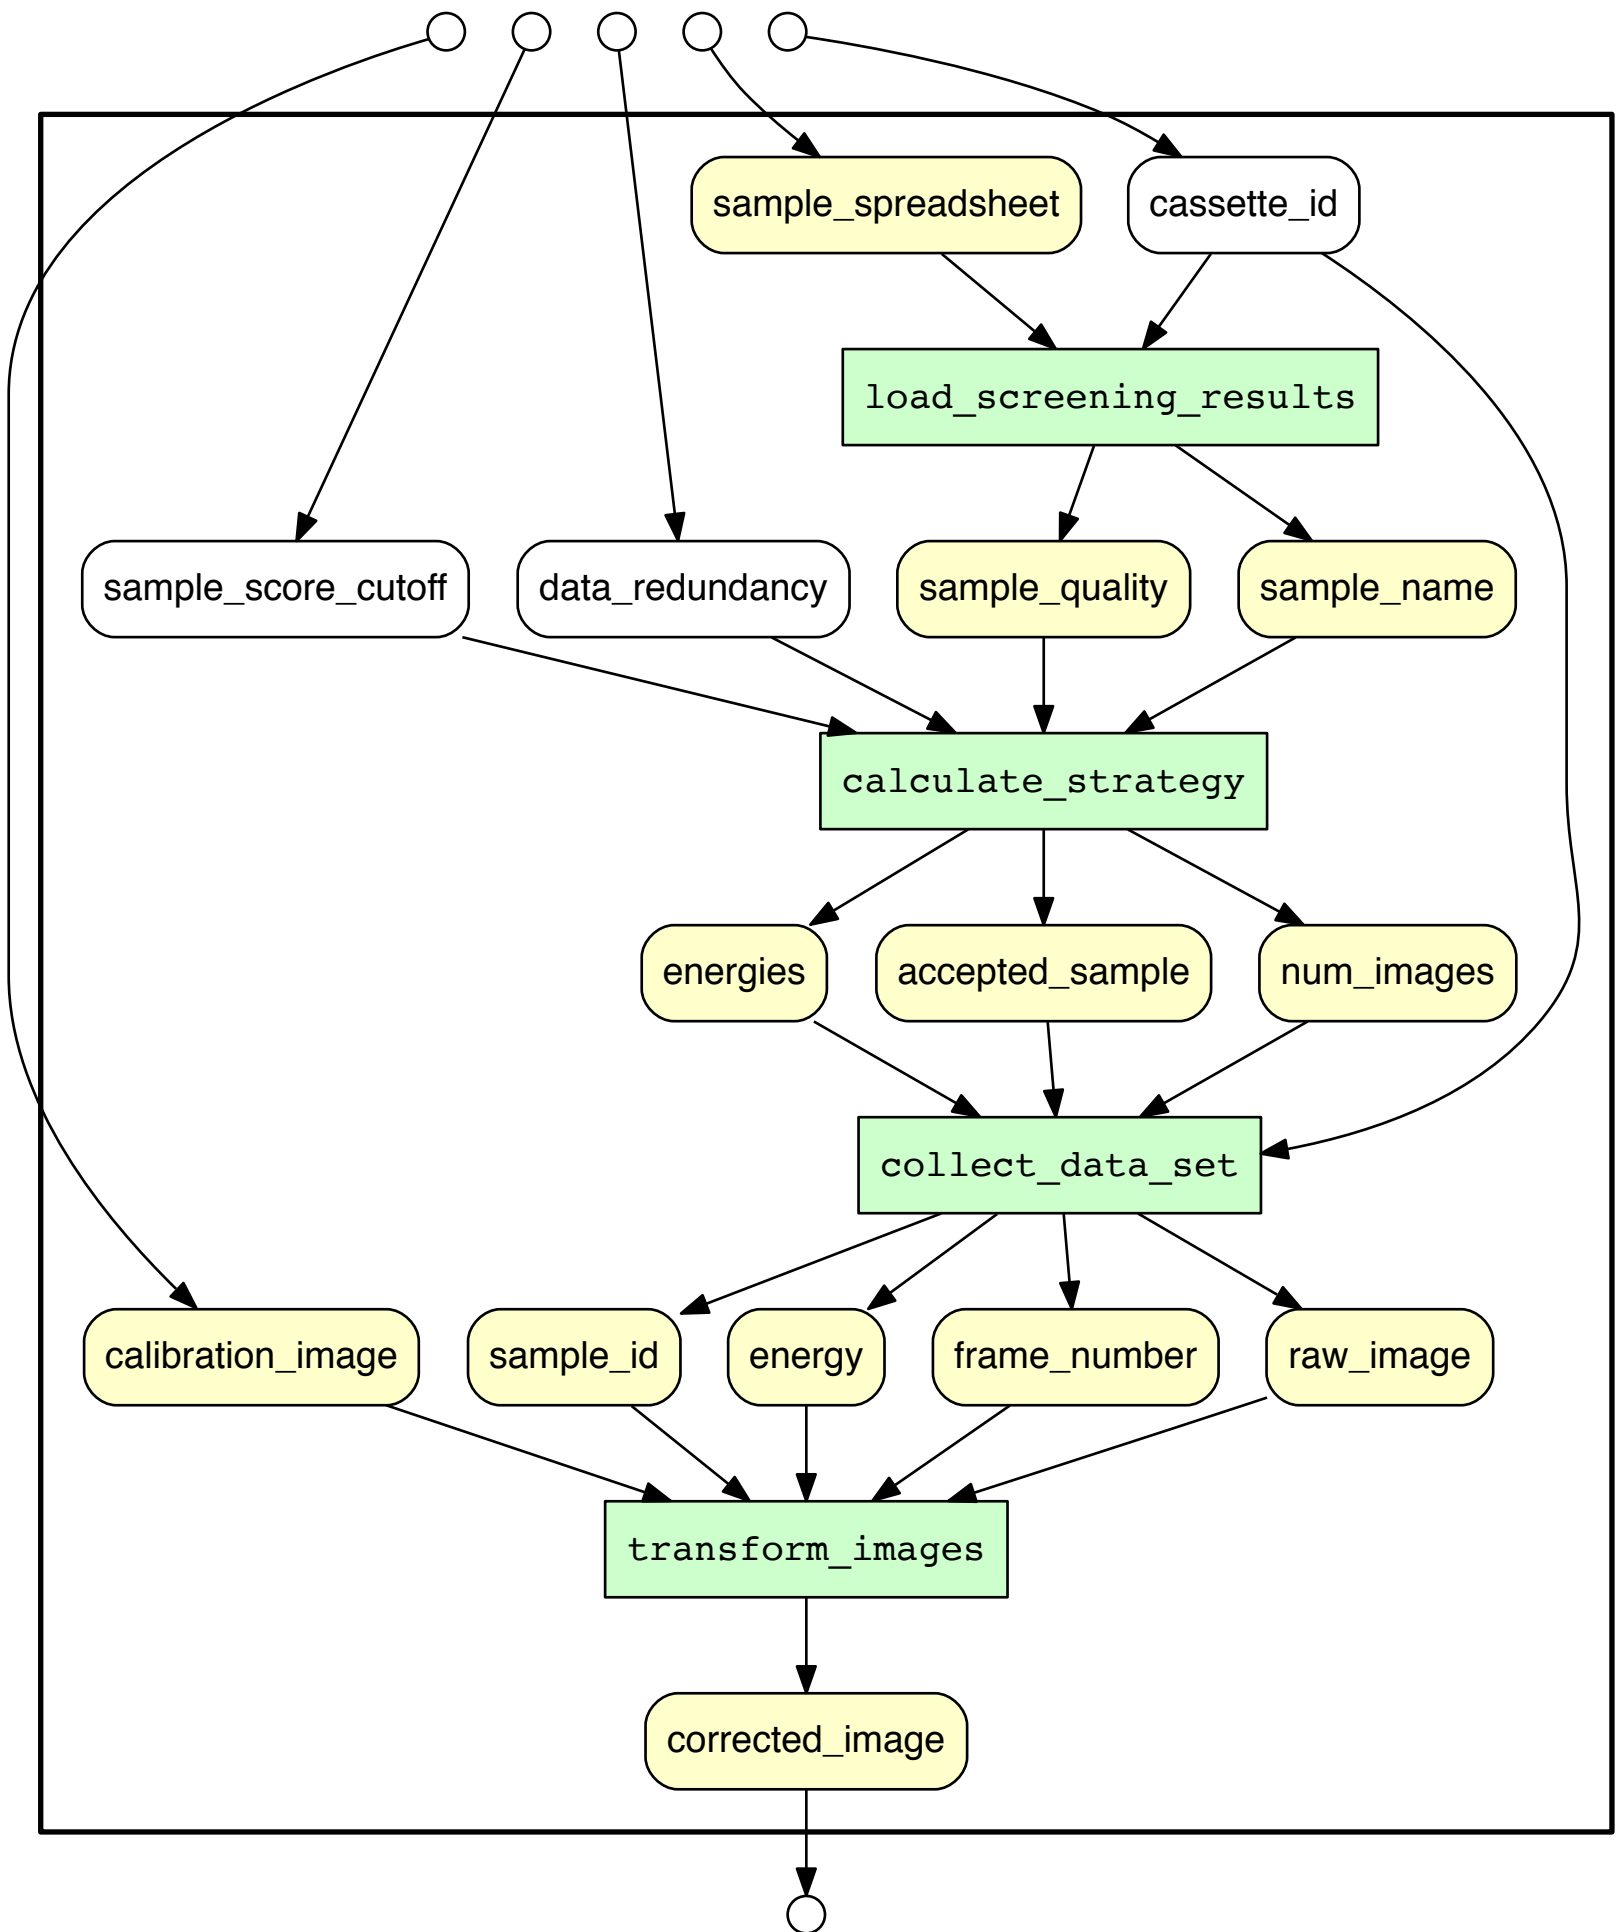 sample_spreadsheet
cassette_id
load_screening_results
sample_score_cutoff
data_redundancy
sample_quality
sample_name
calculate_strategy
energies
accepted_sample
num_images
collect_data_set
calibration_image
sample_id
energy
frame_number
raw_image
transform_images
corrected_image